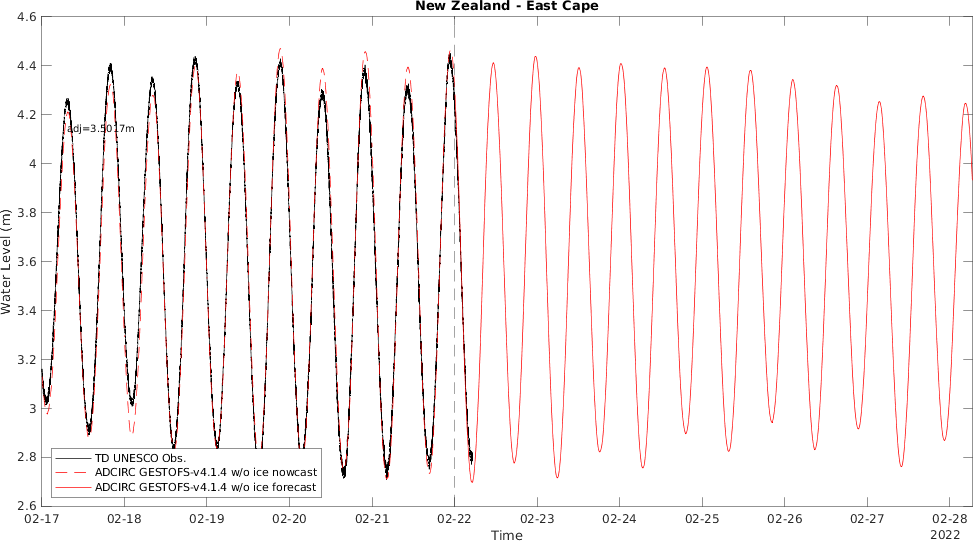 New Zealand - East Cape
4.6
4.4
4.2
4
3.8
3.6
3.4
3.2
3
2.8
2.6
Water Level (m)
adj=3.5017m
TD UNESCO Obs.
ADCIRC GESTOFS-v4.1.4 w/o ice nowcast
ADCIRC GESTOFS-v4.1.4 w/o ice forecast
02-17 02-18 02-19 02-20 02-21 02-22 02-23 02-24 02-25 02-26 02-27 02-28
2022
Time